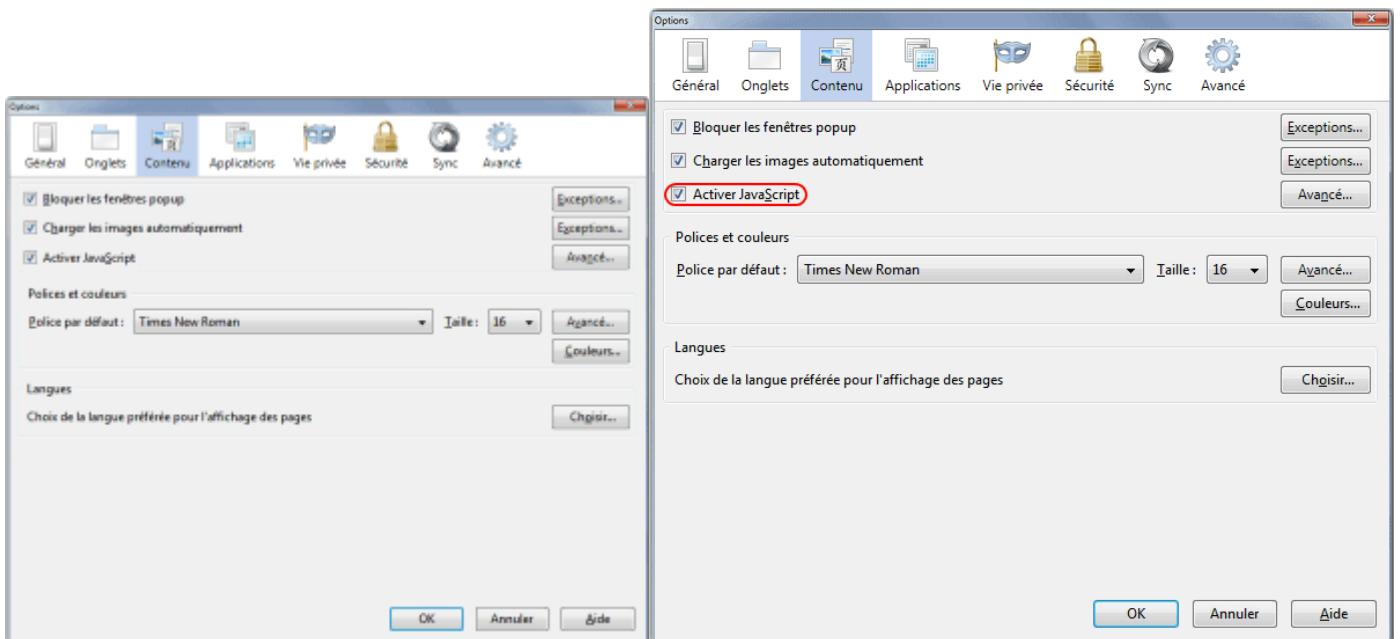 Options
Général Onglets Contenu Applications Vie privée Sécurité Sync Avancé
Bloquer les fenêtres popup Exceptions...
Charger les images automatiquement Exceptions...
Activer JavaScript Avancé...
Polices et couleurs
Police par défaut : Times New Roman Taille : 16 Avancé...
Couleurs...
Langues
Choix de la langue préférée pour l'affichage des pages Choisir...
OK Annuler Aide
Options
页
Général Onglets Contenu Applications Vie privée Sécurité Sync Avancé
Bloquer les fenêtres popup Exceptions...
Charger les images automatiquement Exceptions...
Activer JavaScript Avancé...
Polices et couleurs
Police par défaut : Times New Roman Taille : 16 Avancé...
Couleurs...
Langues
Choix de la langue préférée pour l'affichage des pages Choisir...
OK Annuler Aide